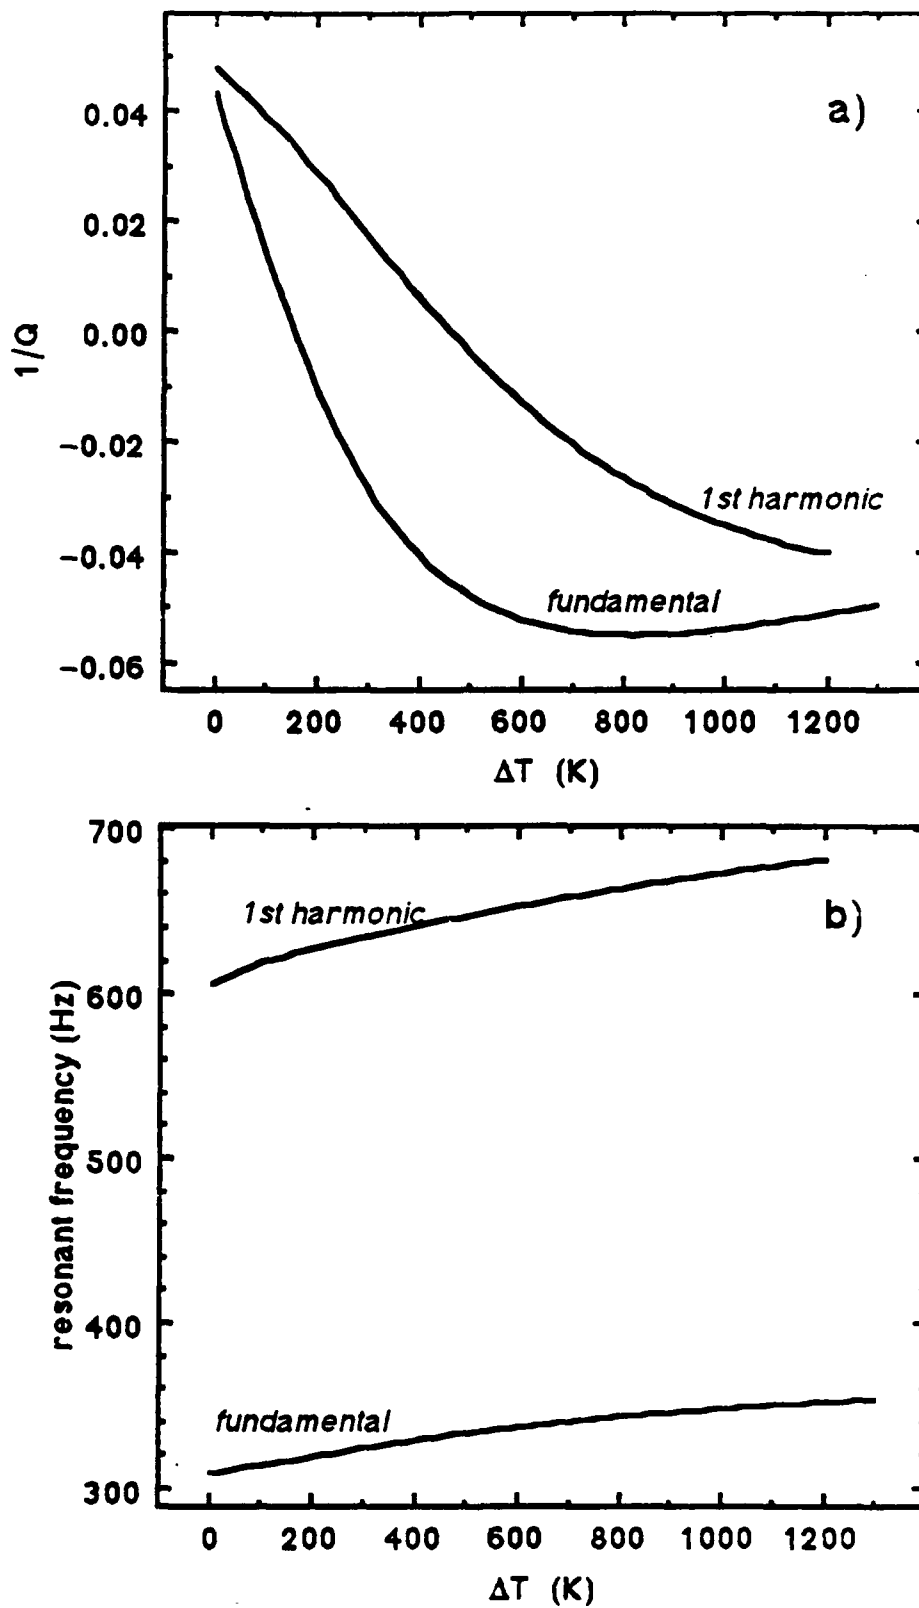 a)
0.04
0.02
0.00
−0.02
−0.04
−0.06
1/Q
1st harmonic
fundamental
0 200 400 600 800 1000 1200
ΔT (K)
b)
700
600
500
400
300
resonant frequency (Hz)
1st harmonic
fundamental
0 200 400 600 800 1000 1200
ΔT (K)